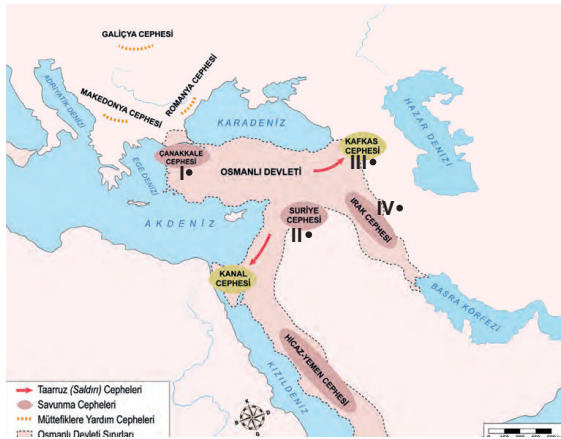 GALİÇYA CEPHESİ
ADRİYATİK DENİZİ
MAKEDONYA CEPHESİ
ROMANYA CEPHESİ
KARADENİZ
HAZAR DENİZİ
ÇANAKKALE
CEPHESİ
I•
EGE DENİZİ
OSMANLI DEVLETİ
KAFKAS
CEPHESİ
III•
AKDENİZ
SURİYE
CEPHESİ
II•
IV•
IRAK CEPHESİ
KANAL
CEPHESİ
BASRA KÖRFEZİ
KIZILDENİZ
HİCAZ-YEMEN CEPHESİ
Taarruz (Saldırı) Cepheleri
Savunma Cepheleri
Müttefiklere Yardım Cepheleri
Osmanlı Devleti Sınırları